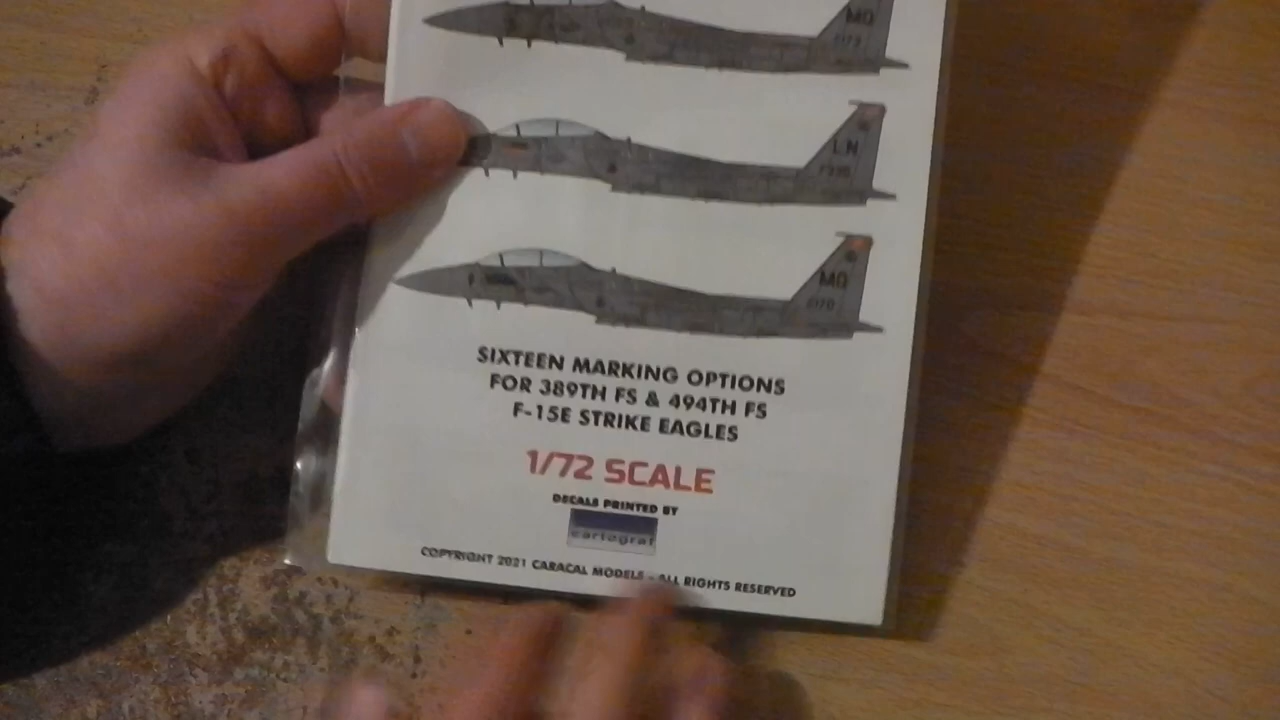 MO
LN
MO
SIXTEEN MARKING OPTIONS
FOR 389TH FS & 494TH FS
F-15E STRIKE EAGLES
1/72 SCALE
DECALS PRINTED BY
cartograf
COPYRIGHT 2021 CARACAL MODELS - ALL RIGHTS RESERVED